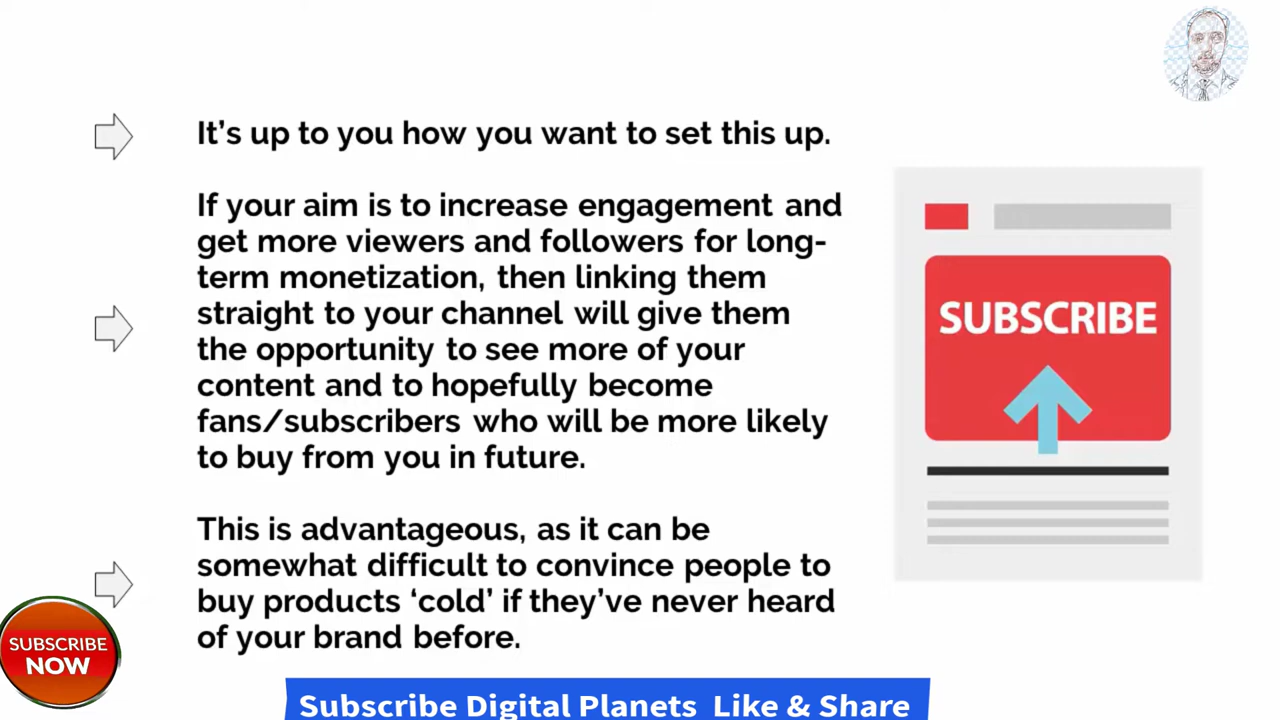 It’s up to you how you want to set this up.
If your aim is to increase engagement and
get more viewers and followers for long-
term monetization, then linking them
straight to your channel will give them
the opportunity to see more of your
content and to hopefully become
fans/subscribers who will be more likely
to buy from you in future.
This is advantageous, as it can be
somewhat difficult to convince people to
buy products ‘cold’ if they’ve never heard
of your brand before.
SUBSCRIBE
SUBSCRIBE
NOW
Subscribe Digital Planets Like & Share